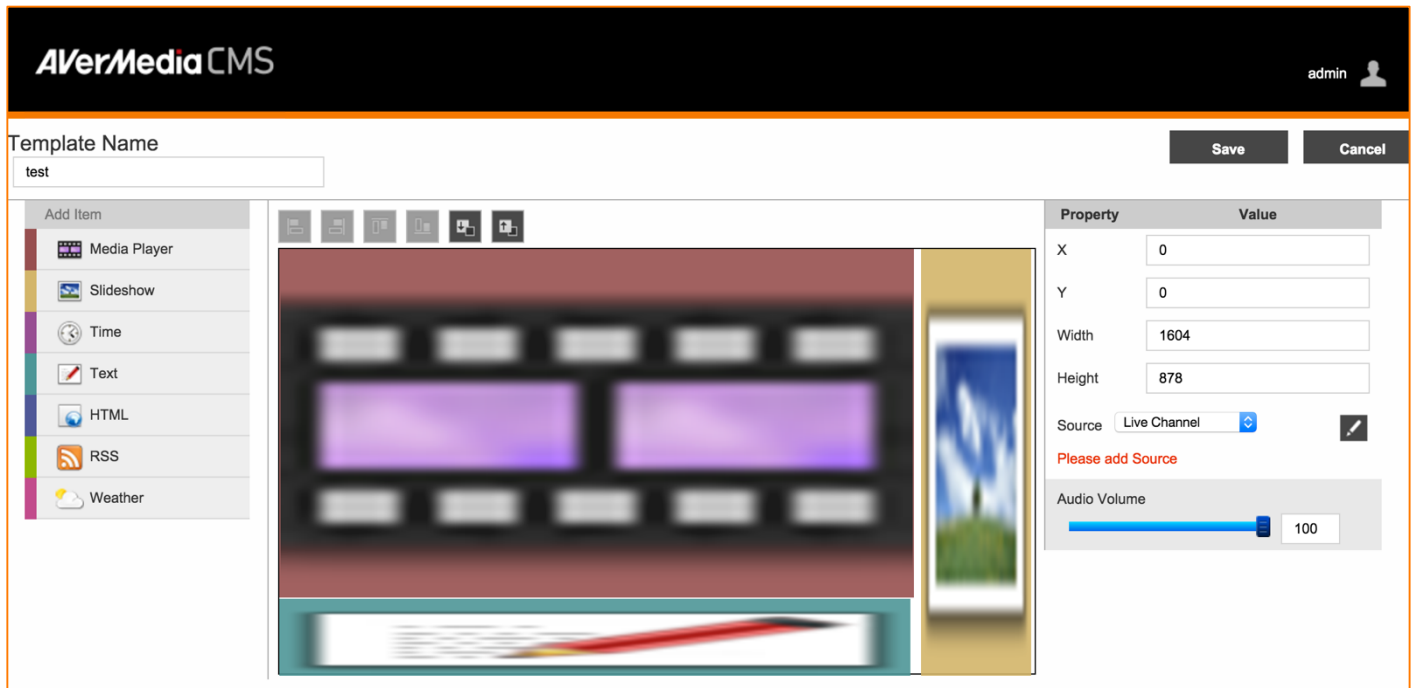 AVerMedia CMS
admin
Template Name
Save
Cancel
test
Add Item
Media Player
Slideshow
Time
Text
HTML
RSS
Weather
Property Value
X 0
Y 0
Width 1604
Height 878
Source Live Channel
Please add Source
Audio Volume
100